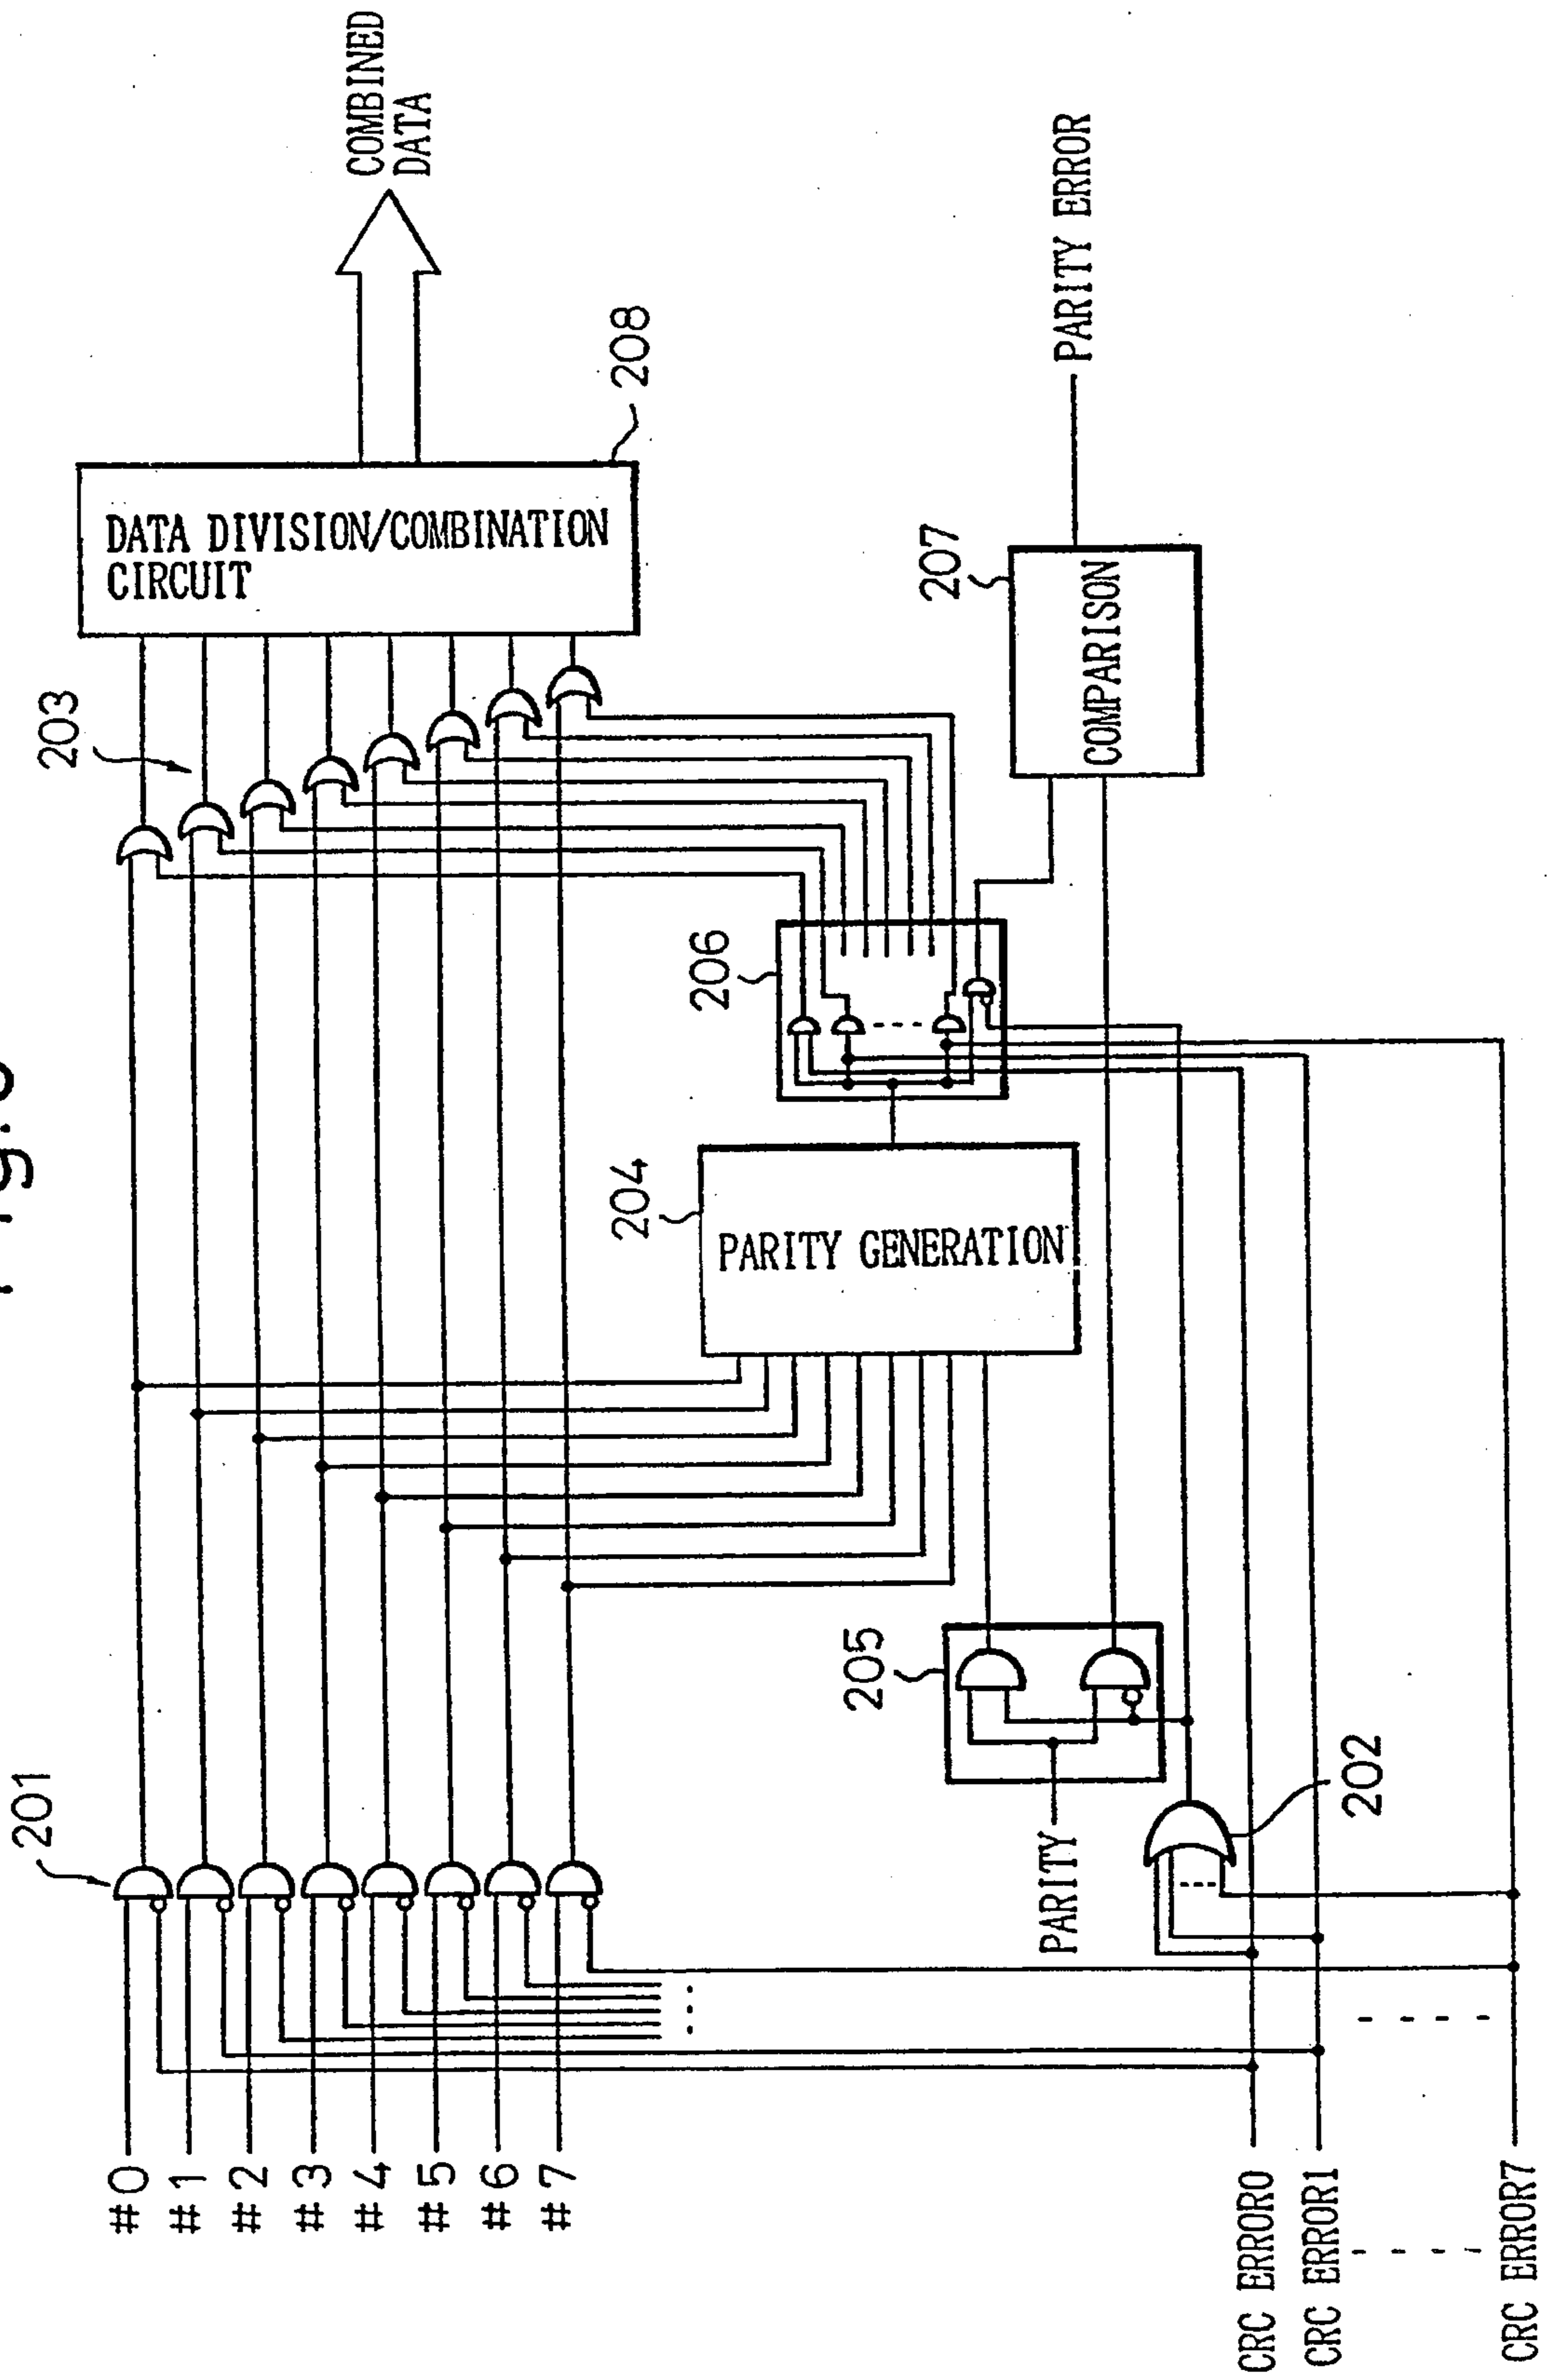 COMBINED
DATA
208
DATA DIVISION/COMBINATION
CIRCUIT
203
PARITY ERROR
207
COMPARISON
206
204
PARITY GENERATION
205
PARITY
202
201
#0
#1
#2
#3
#4
#5
#6
#7
CRC ERROR0
CRC ERROR1
CRC ERROR7